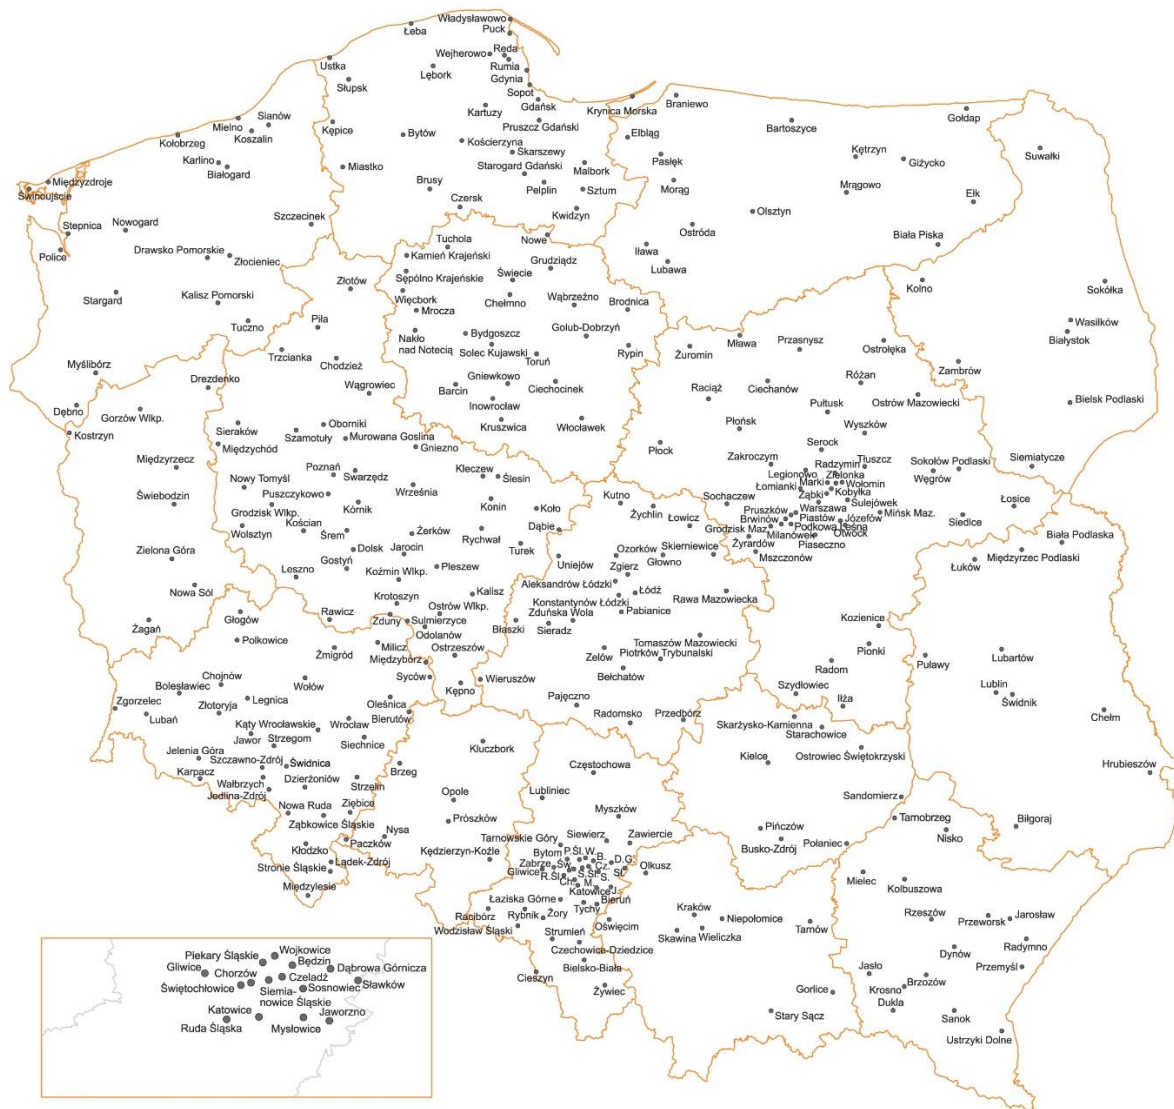 Władysławowo
Łeba
Puck
Wejherowo
Reda
Rumia
Ustka
Lębork
Gdynia
Słupsk
Sopot
Gdańsk
Krynica Morska
Braniewo
Gołdap
Kartuzy
Sianów
Mielno
Koszalin
Kępice
Pruszcz Gdański
Bartoszyce
Kołobrzeg
Bytów
Kościerzyna
Elbląg
Skarszewy
Kętrzyn
Suwałki
Karlino
Białogard
Miastko
Starogard Gdański
Malbork
Pasłęk
Giżycko
Międzyzdroje
Świnoujście
Brusy
Pelplin
Sztum
Morąg
Mrągowo
Ełk
Czersk
Kwidzyn
Olsztyn
Stepnica
Nowogard
Szczecinek
Ostróda
Police
Drawsko Pomorskie
Złocieniec
Tuchola
Nowe
Iława
Biała Piska
Kamień Krajeński
Grudziądz
Lubawa
Sępólno Krajeńskie
Świecie
Złotów
Kolno
Sokółka
Stargard
Kalisz Pomorski
Więcbork
Chełmno
Wąbrzeźno
Brodnica
Mrocza
Tuczno
Piła
Wasilków
Nakło
nad Notecią
Bydgoszcz
Golub-Dobrzyń
Białystok
Solec Kujawski
Mława
Przasnysz
Ostrołęka
Trzcianka
Toruń
Rypin
Żuromin
Chodzież
Zambrów
Myślibórz
Drezdenko
Wągrowiec
Gniewkowo
Barcin
Ciechocinek
Raciąż
Ciechanów
Różan
Inowrocław
Ostrów Mazowiecki
Bielsk Podlaski
Dębno
Gorzów Wlkp.
Kruszwica
Włocławek
Pułtusk
Płońsk
Sieraków
Oborniki
Kostrzyn
Szamotuły
Murowana Goslina
Wyszków
Międzychód
Gniezno
Płock
Serock
Międzyrzecz
Poznań
Swarzędz
Kleczew
Ślesin
Zakroczym
Radzymin
Tłuszcz
Sokołów Podlaski
Siemiatycze
Legionowo
Zielonka
Węgrów
Nowy Tomyśl
Puszczykowo
Września
Łomianki
Marki
Wołomin
Świebodzin
Kutno
Sochaczew
Ząbki
Kobyłka
Łosice
Grodzisk Wlkp.
Kórnik
Konin
Koło
Żychlin
Sulejówek
Kościan
Pruszków
Warszawa
Mińsk Maz.
Siedlce
Wolsztyn
Śrem
Żerków
Dąbie
Łowicz
Brwinów
Piastów
Józefów
Rychwał
Grodzisk Maz.
Podkowa Leśna
Milanówek
Otwock
Biała Podlaska
Zielona Góra
Dolsk
Jarocin
Turek
Ozorków
Skierniewice
Żyrardów
Piaseczno
Gostyń
Uniejów
Głowno
Mszczonów
Międzyrzec Podlaski
Leszno
Koźmin Wlkp.
Pleszew
Zgierz
Łuków
Nowa Sól
Aleksandrów Łódzki
Łódź
Krotoszyn
Kalisz
Konstantynów Łódzki
Rawa Mazowiecka
Rawicz
Ostrów Wlkp.
Zduńska Wola
Pabianice
Głogów
Zduny
Sulmierzyce
Błaszki
Sieradz
Kozienice
Żagań
Odolanów
Polkowice
Milicz
Ostrzeszów
Tomaszów Mazowiecki
Pionki
Żmigród
Międzybórz
Zelów
Piotrków Trybunalski
Puławy
Lubartów
Radom
Chojnów
Syców
Wieruszów
Bełchatów
Bolesławiec
Wołów
Kępno
Szydłowiec
Lublin
Zgorzelec
Złotoryja
Legnica
Oleśnica
Pajęczno
Iłża
Świdnik
Lubań
Bierutów
Radomsko
Przedbórz
Chełm
Kąty Wrocławskie
Wrocław
Skarżysko-Kamienna
Jawor
Strzegom
Siechnice
Starachowice
Jelenia Góra
Kluczbork
Kielce
Ostrowiec Świętokrzyski
Szczawno-Zdrój
Świdnica
Brzeg
Częstochowa
Karpacz
Wałbrzych
Dzierżoniów
Strzelin
Hrubieszów
Jedlina-Zdrój
Opole
Lubliniec
Sandomierz
Nowa Ruda
Ziębice
Myszków
Ząbkowice Śląskie
Prószków
Tarnobrzeg
Biłgoraj
Nysa
Siewierz
Zawiercie
Pińczów
Nisko
Kłodzko
Paczków
Tarnowskie Góry
Busko-Zdrój
Połaniec
Kędzierzyn-Koźle
Bytom
P.Śl.
W.
B.
D.G.
Olkusz
Stronie Śląskie
Lądek-Zdrój
Zabrze
Św.
Cz.
Gliwice
S.Śl.
S.
Sł.
Mielec
R.Śl.
Ch.
M.
Kolbuszowa
Międzylesie
Katowice
J.
Łaziska Górne
Tychy
Bieruń
Racibórz
Rybnik
Żory
Kraków
Niepołomice
Rzeszów
Przeworsk
Jarosław
Wodzisław Śląski
Oświęcim
Skawina
Wieliczka
Tarnów
Strumień
Radymno
Czechowice-Dziedzice
Dynów
Cieszyn
Bielsko-Biała
Jasło
Przemyśl
Żywiec
Gorlice
Krosno
Brzozów
Dukla
Stary Sącz
Sanok
Ustrzyki Dolne
Wojkowice
Piekary Śląskie
Będzin
Gliwice
Chorzów
Dąbrowa Górnicza
Czeladź
Świętochłowice
Sosnowiec
Sławków
Siemia-
nowice Śląskie
Katowice
Jaworzno
Ruda Śląska
Mysłowice